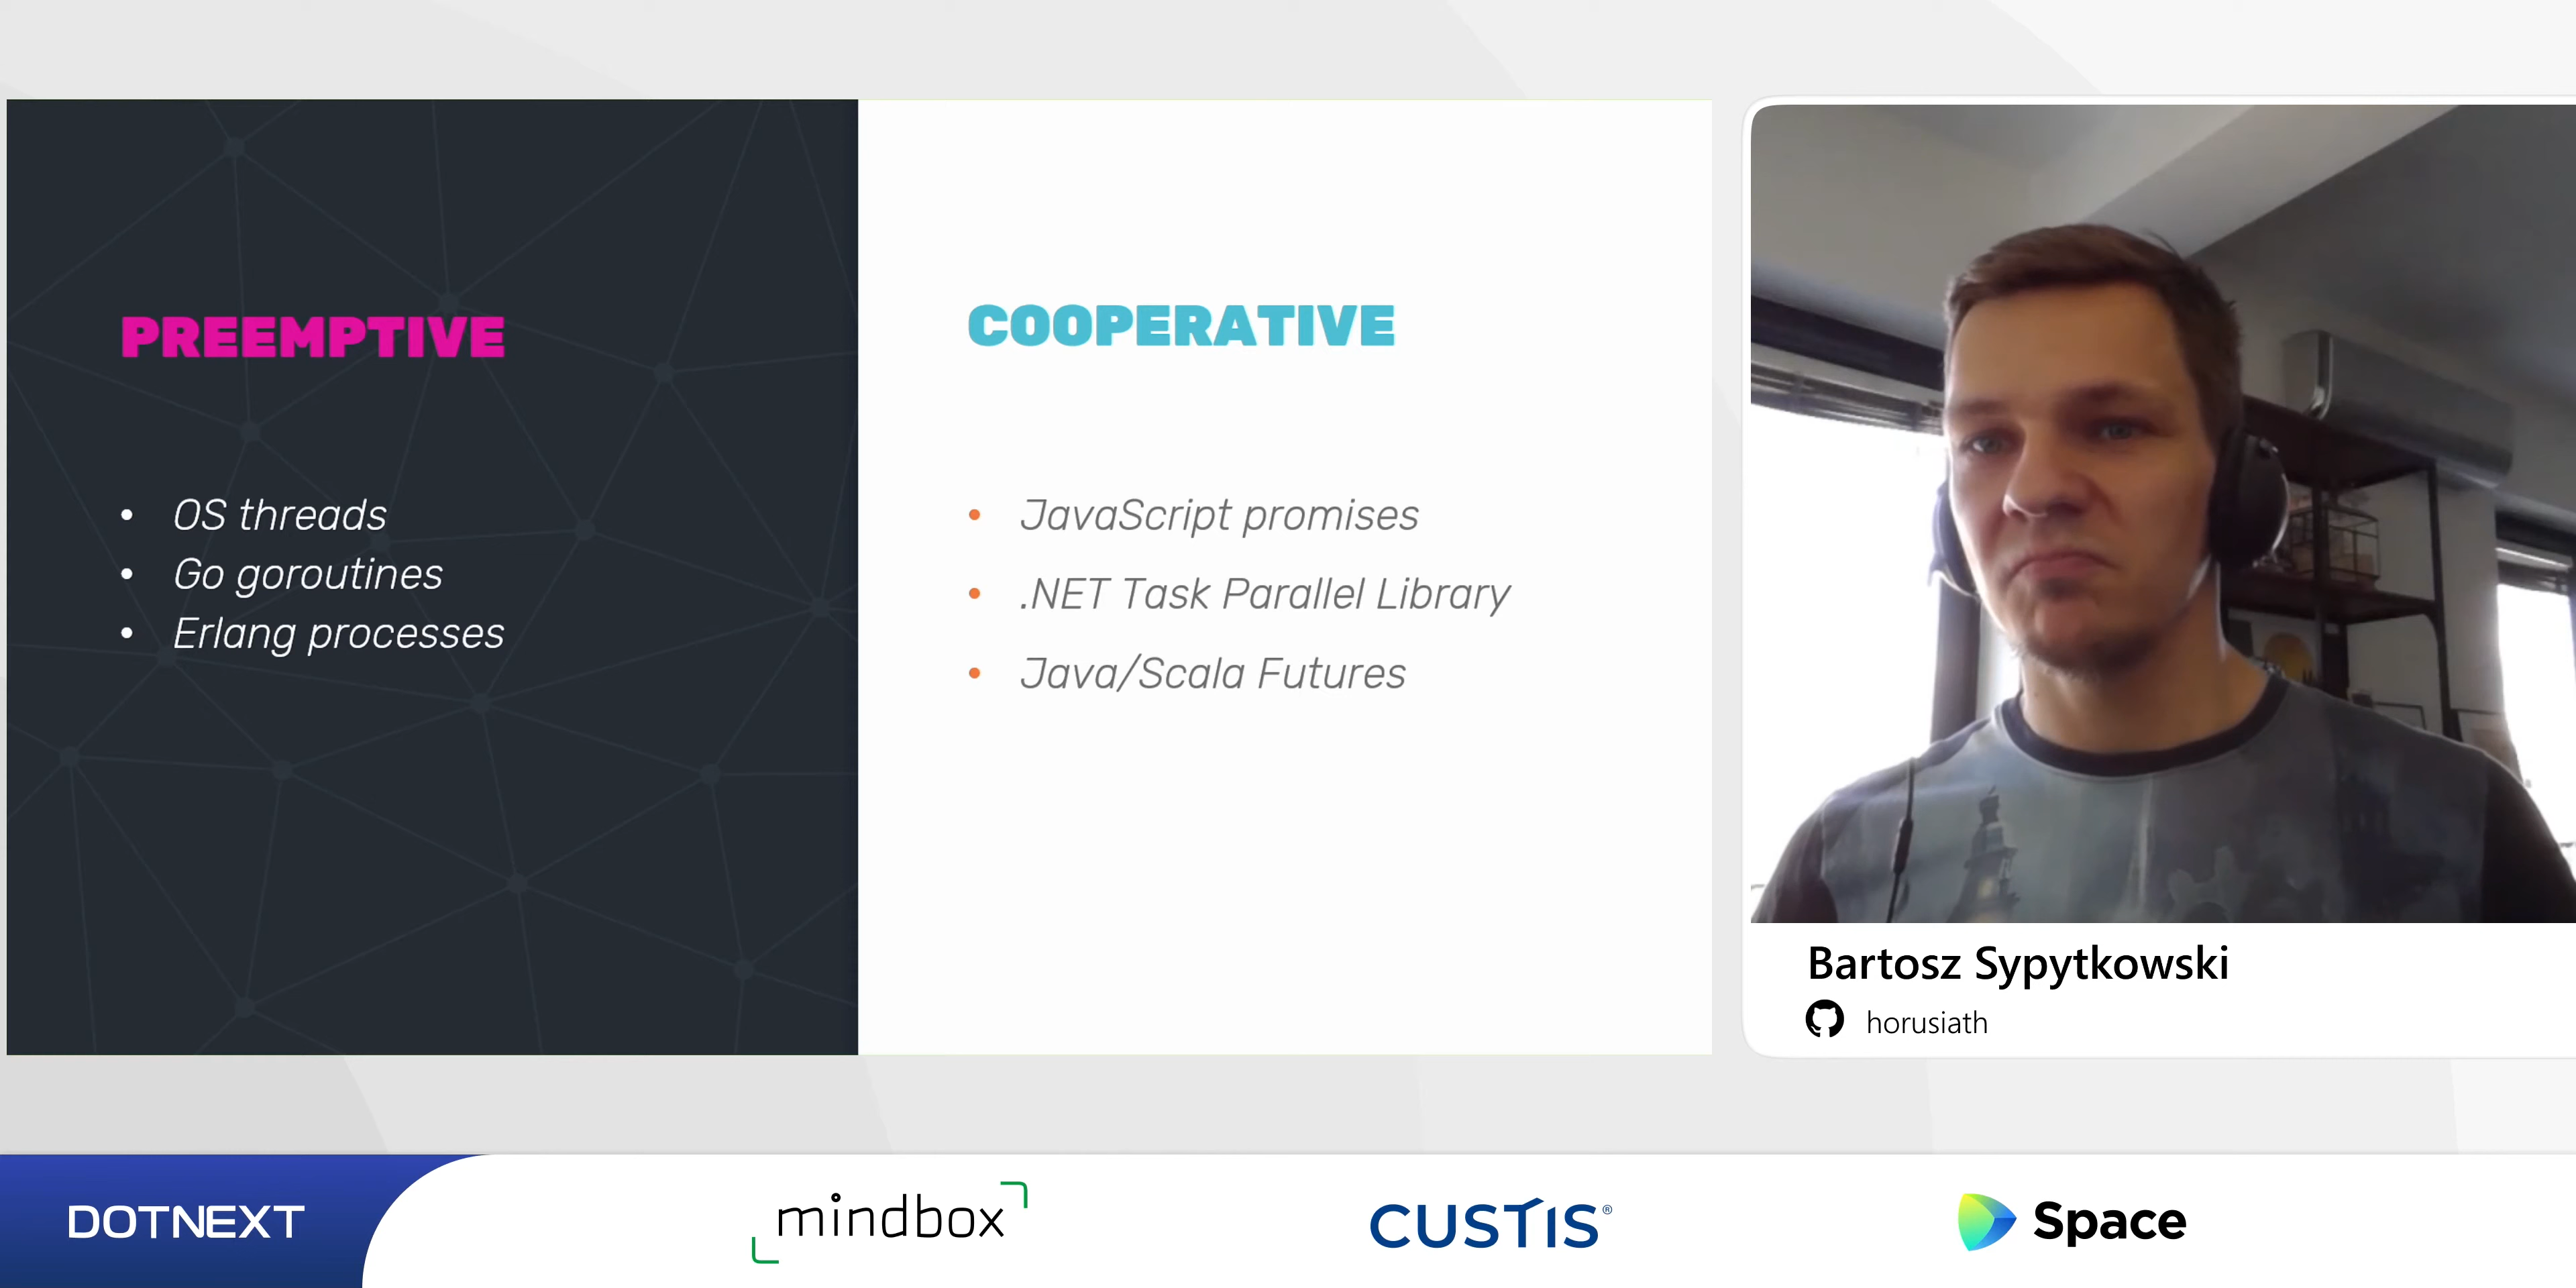 PREEMPTIVE
• OS threads
• Go goroutines
• Erlang processes
COOPERATIVE
• JavaScript promises
• .NET Task Parallel Library
• Java/Scala Futures
Bartosz Sypytkowski
horusiath
DOTNEXT
mindbox
CUSTIS®
Space